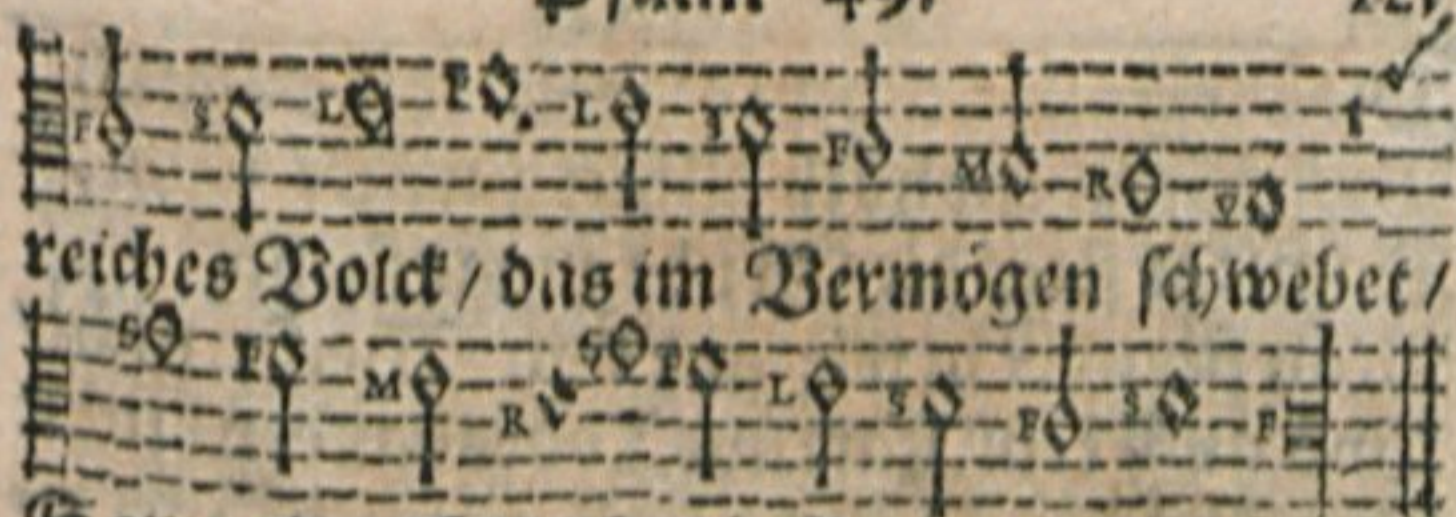 F S L F L S F M R V
reiches Volck / das im Vermögen schwebet /
S F M R S F L S F S F